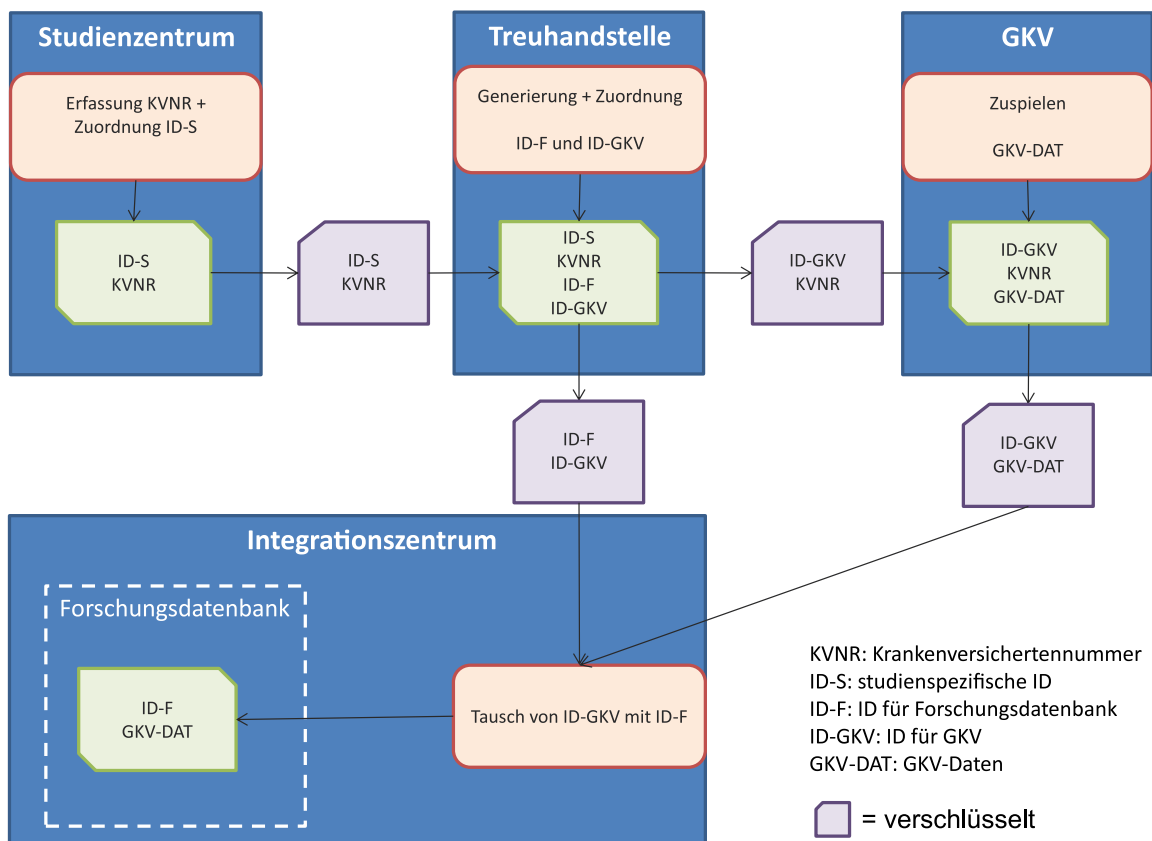 Studienzentrum
Erfassung KVNR +
Zuordnung ID-S
ID-S
KVNR
ID-S
KVNR
Treuhandstelle
Generierung + Zuordnung
ID-F und ID-GKV
ID-S
KVNR
ID-F
ID-GKV
ID-GKV
KVNR
GKV
Zuspielen
GKV-DAT
ID-GKV
KVNR
GKV-DAT
ID-F
ID-GKV
ID-GKV
GKV-DAT
Integrationszentrum
Forschungsdatenbank
ID-F
GKV-DAT
Tausch von ID-GKV mit ID-F
KVNR: Krankenversichertennummer
ID-S: studienspezifische ID
ID-F: ID für Forschungsdatenbank
ID-GKV: ID für GKV
GKV-DAT: GKV-Daten
= verschlüsselt